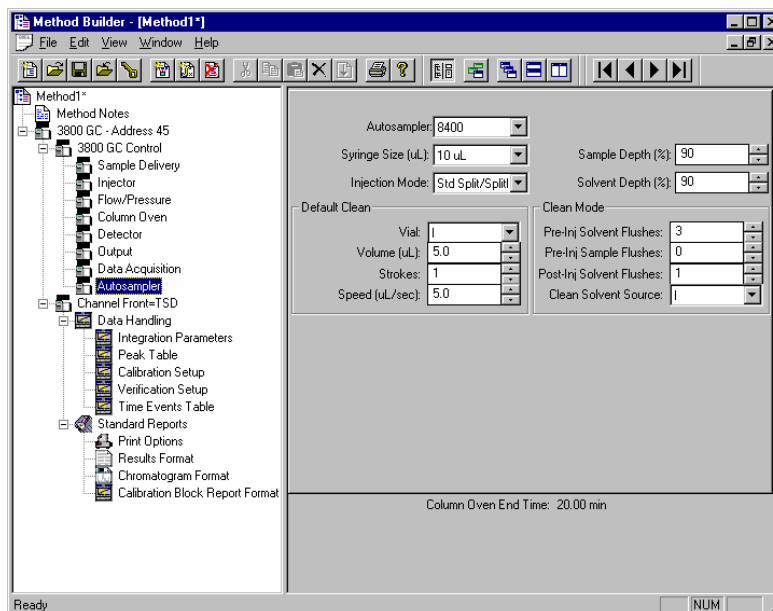 Method Builder - [Method1*]
File Edit View Window Help
Method1*
Method Notes
3800 GC - Address 45
3800 GC Control
Sample Delivery
Injector
Flow/Pressure
Column Oven
Detector
Output
Data Acquisition
Autosampler
Channel Front=TSD
Data Handling
Integration Parameters
Peak Table
Calibration Setup
Verification Setup
Time Events Table
Standard Reports
Print Options
Results Format
Chromatogram Format
Calibration Block Report Format
Autosampler: 8400
Syringe Size (uL): 10 uL
Sample Depth (%): 90
Injection Mode: Std Split/Splitl
Solvent Depth (%): 90
Default Clean
Vial: I
Volume (uL): 5.0
Strokes: 1
Speed (uL/sec): 5.0
Clean Mode
Pre-Inj Solvent Flushes: 3
Pre-Inj Sample Flushes: 0
Post-Inj Solvent Flushes: 1
Clean Solvent Source: I
Column Oven End Time: 20.00 min
Ready
NUM